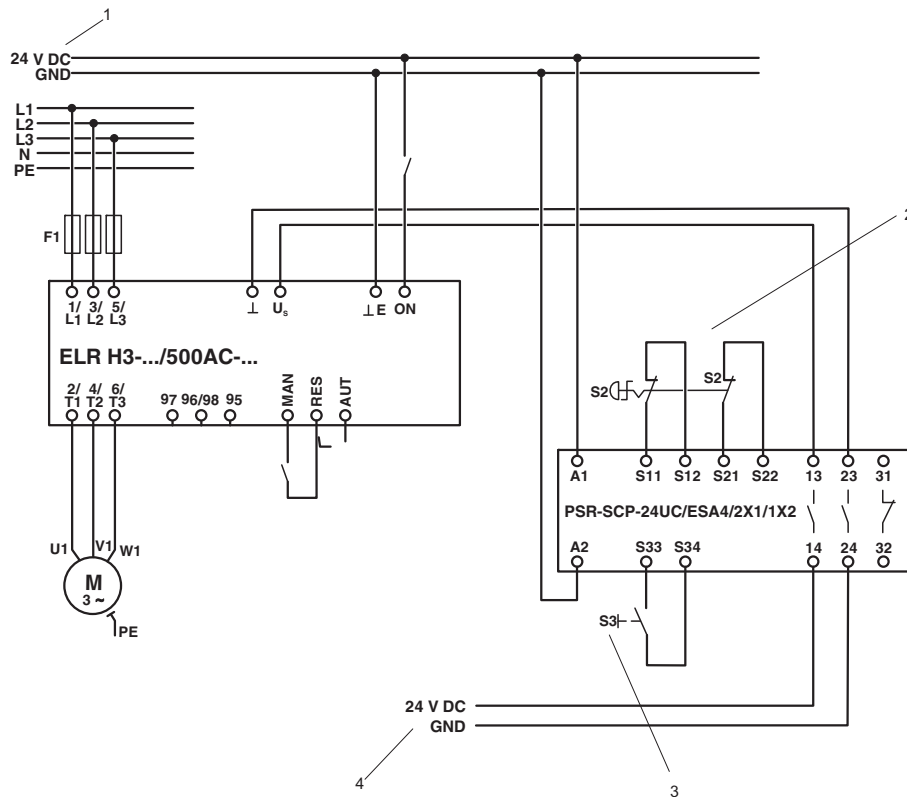 1
24 V DC
GND
L1
L2
L3
N
PE
F1
2
1/ 3/ 5/
L1 L2 L3
⊥ Us ⊥ E ON
ELR H3-.../500AC-...
2/ 4/ 6/
T1 T2 T3
97 96/98 95
MAN RES AUT
S2 S2
A1 S11 S12 S21 S22 13 23 31
PSR-SCP-24UC/ESA4/2X1/1X2
A2 S33 S34 14 24 32
U1 V1 W1
M
3 ~
PE
S3
24 V DC
GND
4 3